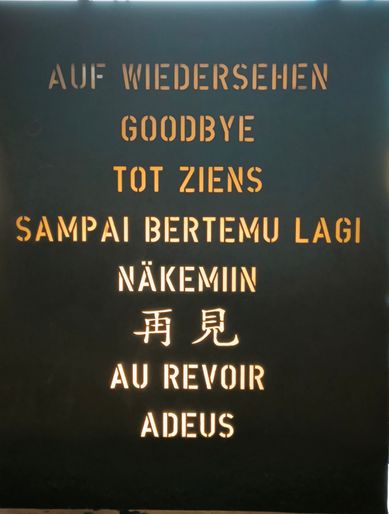 AUF WIEDERSEHEN
GOODBYE
TOT ZIENS
SAMPAI BERTEMU LAGI
NÄKEMIIN
再見
AU REVOIR
ADEUS